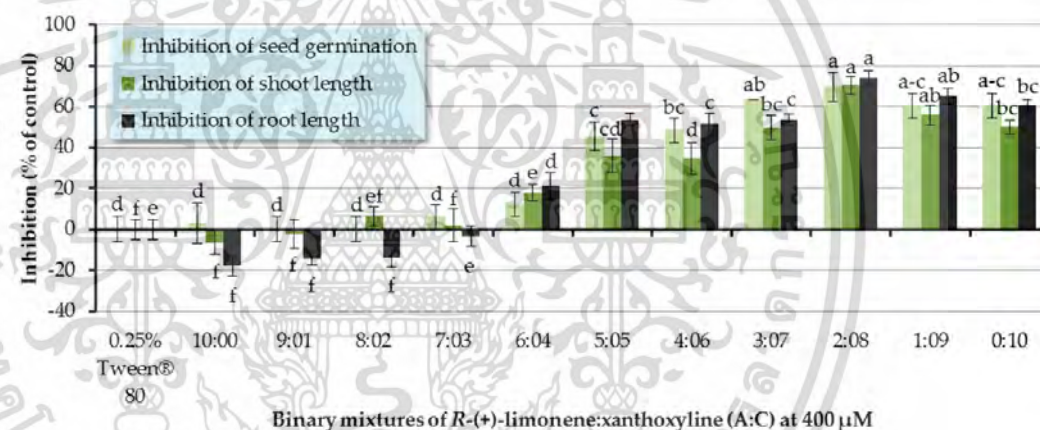 100
80
60
40
20
0
-20
-40
Inhibition (% of control)
Inhibition of seed germination
Inhibition of shoot length
Inhibition of root length
d f e
d f f
d f f
d ef f
d f e
d e d
c cd
bc d c
ab bc c
a a a
a-c ab ab
a-c bc bc
0.25% Tween® 80
10:00 9:01 8:02 7:03 6:04 5:05 4:06 3:07 2:08 1:09 0:10
Binary mixtures of R-(+)-limonene:xanthoxyline (A:C) at 400 µM